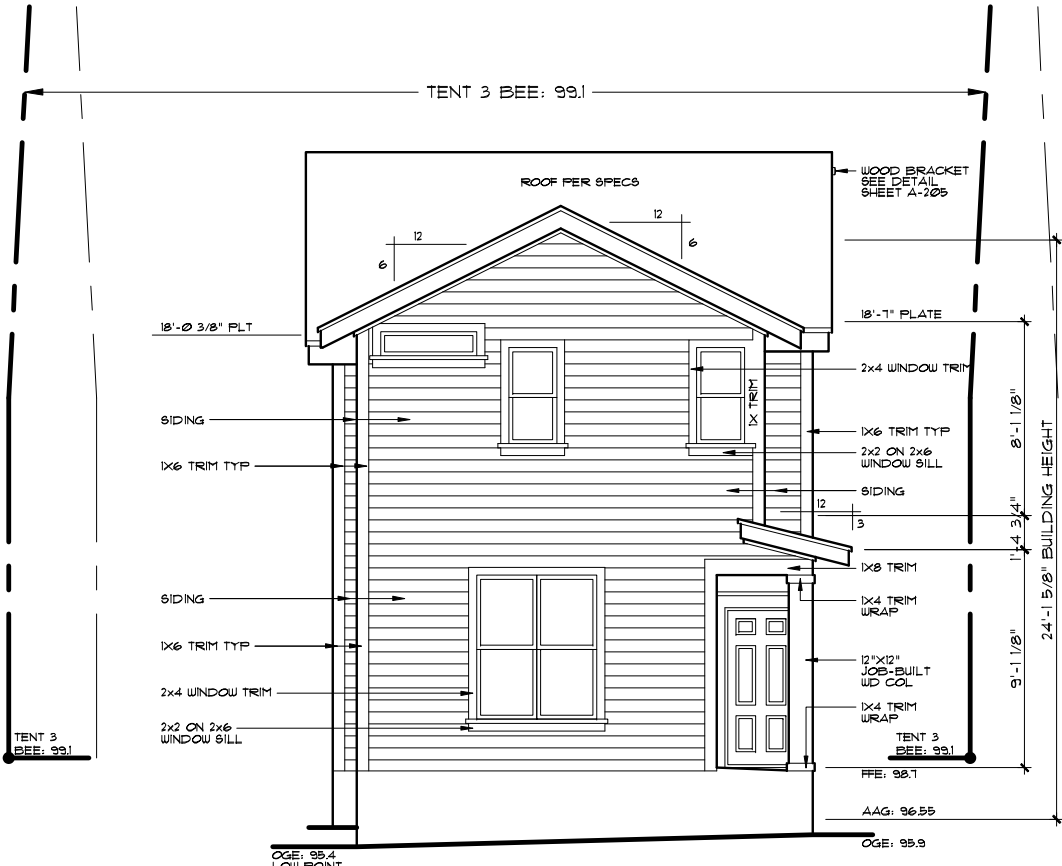 TENT 3 BEE: 99.1
ROOF PER SPECS
WOOD BRACKET
SEE DETAIL
SHEET A-205
12
6
12
6
18'-0 3/8" PLT
18'-7" PLATE
2x4 WINDOW TRIM
1X TRIM
SIDING
1X6 TRIM TYP
1X6 TRIM TYP
2x2 ON 2x6
WINDOW SILL
SIDING
12
3
8'-1 1/8"
1'-4 3/4"
9'-1 1/8"
24'-1 5/8" BUILDING HEIGHT
1X8 TRIM
SIDING
1X4 TRIM
WRAP
1X6 TRIM TYP
12"X12"
JOB-BUILT
WD COL
2x4 WINDOW TRIM
1X4 TRIM
WRAP
2x2 ON 2x6
WINDOW SILL
TENT 3
BEE: 99.1
TENT 3
BEE: 99.1
FFE: 98.7
AAG: 96.55
OGE: 95.9
OGE: 95.4
LOW POINT